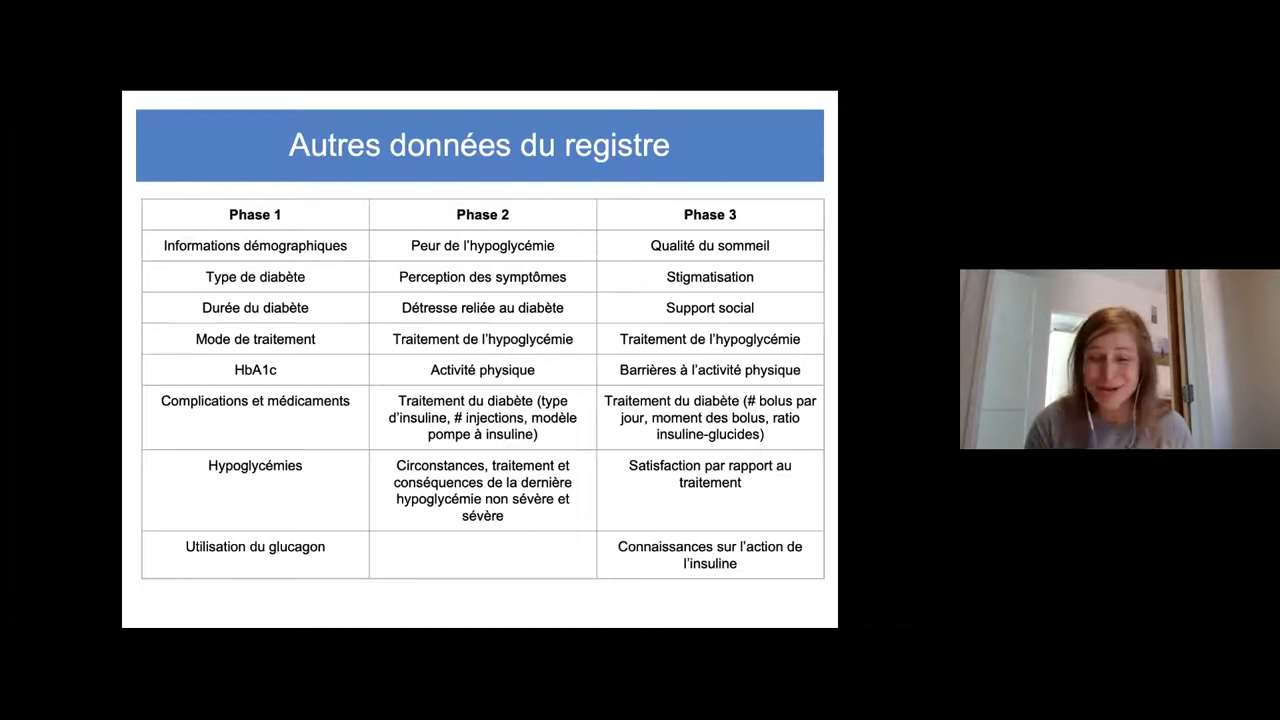 Autres données du registre
Phase 1
Phase 2
Phase 3
Informations démographiques
Peur de l'hypoglycémie
Qualité du sommeil
Type de diabète
Perception des symptômes
Stigmatisation
Durée du diabète
Détresse reliée au diabète
Support social
Mode de traitement
Traitement de l'hypoglycémie
Traitement de l'hypoglycémie
HbA1c
Activité physique
Barrières à l'activité physique
Complications et médicaments
Traitement du diabète (type
d'insuline, # injections, modèle
pompe à insuline)
Traitement du diabète (# bolus par
jour, moment des bolus, ratio
insuline-glucides)
Hypoglycémies
Circonstances, traitement et
conséquences de la dernière
hypoglycémie non sévère et
sévère
Satisfaction par rapport au
traitement
Utilisation du glucagon
Connaissances sur l'action de
l'insuline